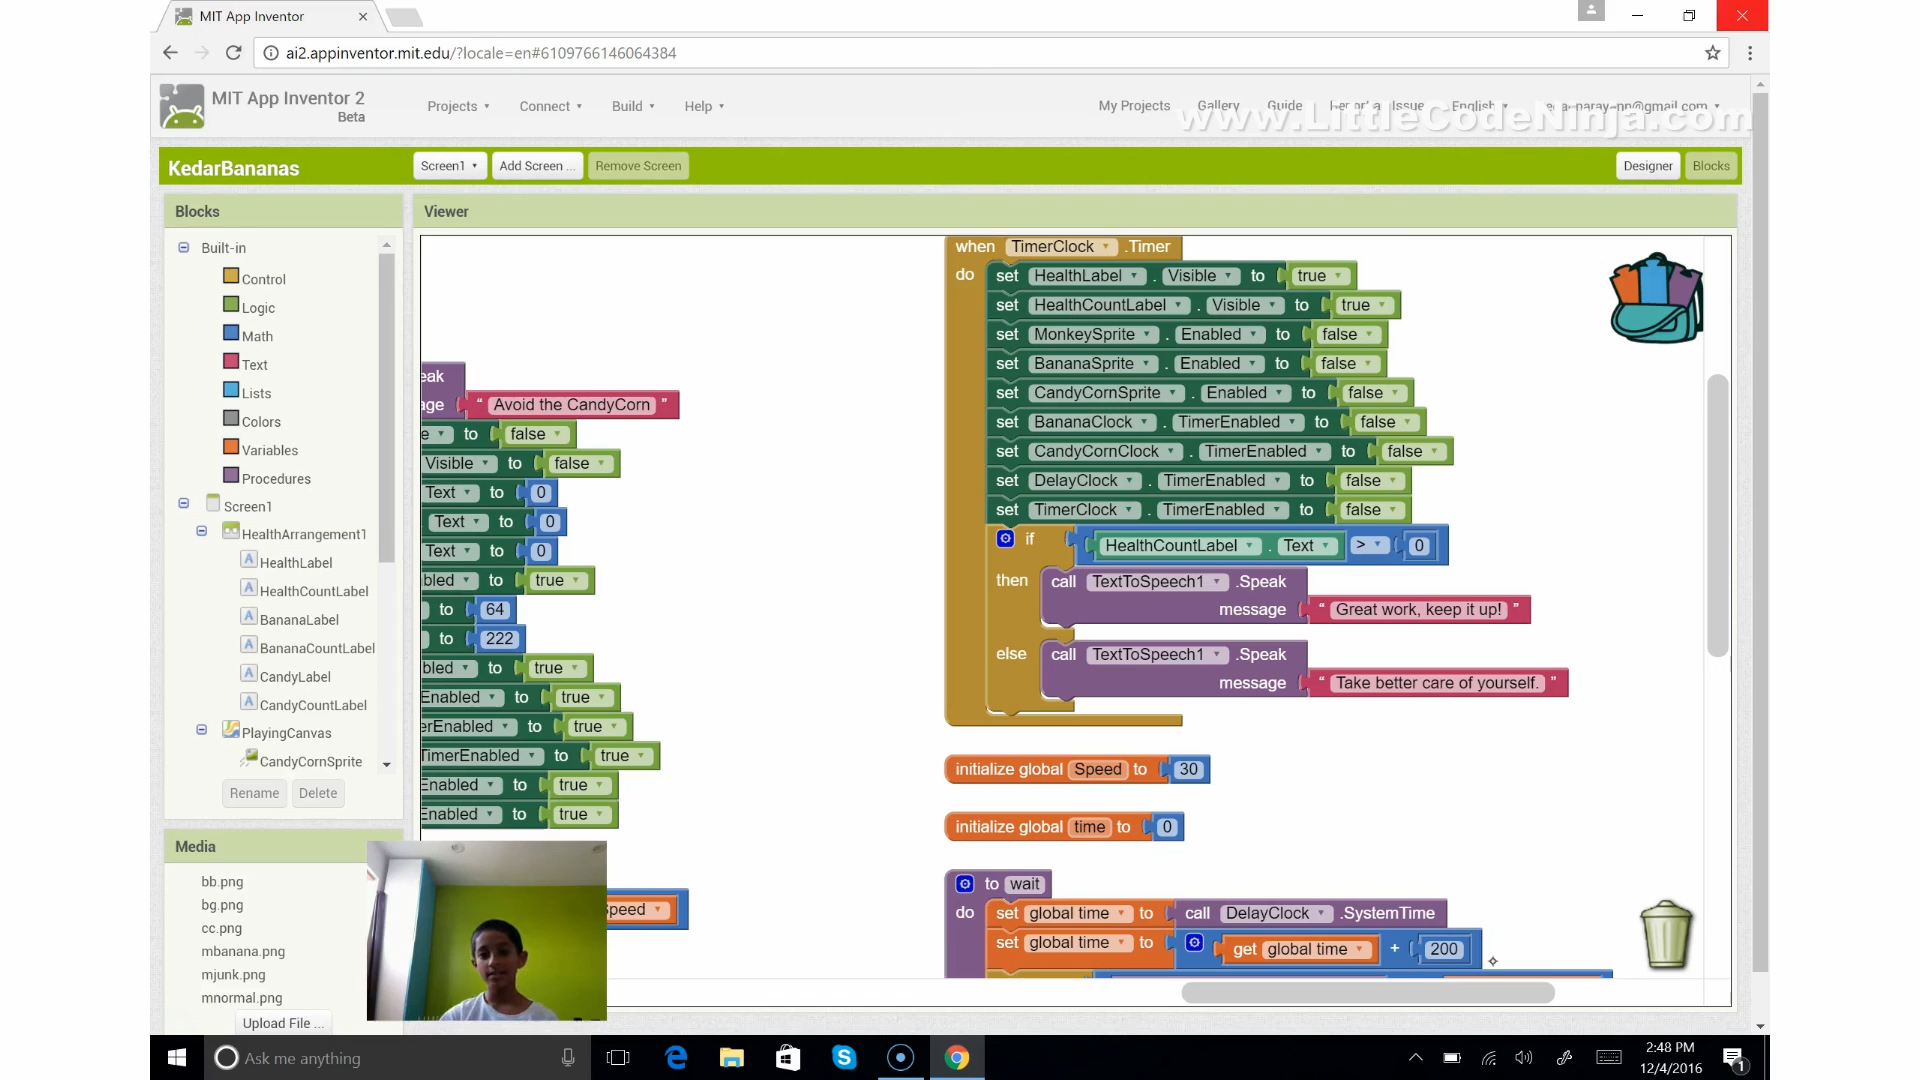 MIT App Inventor
ai2.appinventor.mit.edu/?locale=en#6109766146064384
MIT App Inventor 2
Beta
Projects
Connect
Build
Help
My Projects
Gallery
Guide
Report an Issue
English
@gmail.com
www.LittleCodeNinja.com
KedarBananas
Screen1
Add Screen ...
Remove Screen
Designer
Blocks
Blocks
Built-in
Control
Logic
Math
Text
Lists
Colors
Variables
Procedures
Screen1
HealthArrangement1
HealthLabel
HealthCountLabel
BananaLabel
BananaCountLabel
CandyLabel
CandyCountLabel
PlayingCanvas
CandyCornSprite
Rename
Delete
Media
bb.png
bg.png
cc.png
mbanana.png
mjunk.png
mnormal.png
Upload File ...
Viewer
eak
age " Avoid the CandyCorn "
e to false
Visible to false
Text to 0
Text to 0
Text to 0
bled to true
to 64
to 222
bled to true
Enabled to true
erEnabled to true
TimerEnabled to true
Enabled to true
Enabled to true
Speed
when TimerClock .Timer
do set HealthLabel . Visible to true
set HealthCountLabel . Visible to true
set MonkeySprite . Enabled to false
set BananaSprite . Enabled to false
set CandyCornSprite . Enabled to false
set BananaClock . TimerEnabled to false
set CandyCornClock . TimerEnabled to false
set DelayClock . TimerEnabled to false
set TimerClock . TimerEnabled to false
if HealthCountLabel . Text > 0
then call TextToSpeech1 .Speak
message " Great work, keep it up! "
else call TextToSpeech1 .Speak
message " Take better care of yourself. "
initialize global Speed to 30
initialize global time to 0
to wait
do set global time to call DelayClock .SystemTime
set global time to get global time + 200
Ask me anything
2:48 PM
12/4/2016
1